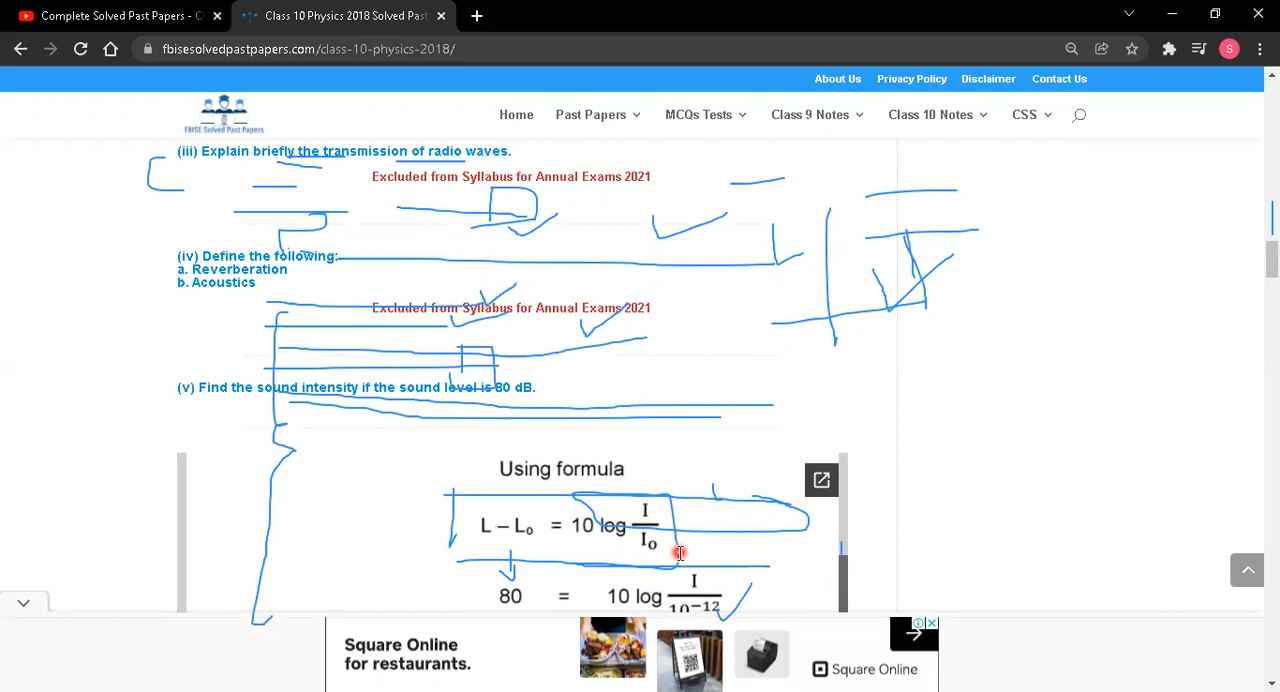 Complete Solved Past Papers - C
Class 10 Physics 2018 Solved Past
S
fbisesolvedpastpapers.com/class-10-physics-2018/
About Us Privacy Policy Disclaimer Contact Us
FBISE Solved Past Papers
Home Past Papers MCQs Tests Class 9 Notes Class 10 Notes CSS
(iii) Explain briefly the transmission of radio waves.
Excluded from Syllabus for Annual Exams 2021
(iv) Define the following:
a. Reverberation
b. Acoustics
Excluded from Syllabus for Annual Exams 2021
(v) Find the sound intensity if the sound level is 80 dB.
Using formula
L – L₀ = 10 log I/I₀
80 = 10 log I/10⁻¹²
Square Online
for restaurants.
Square Online